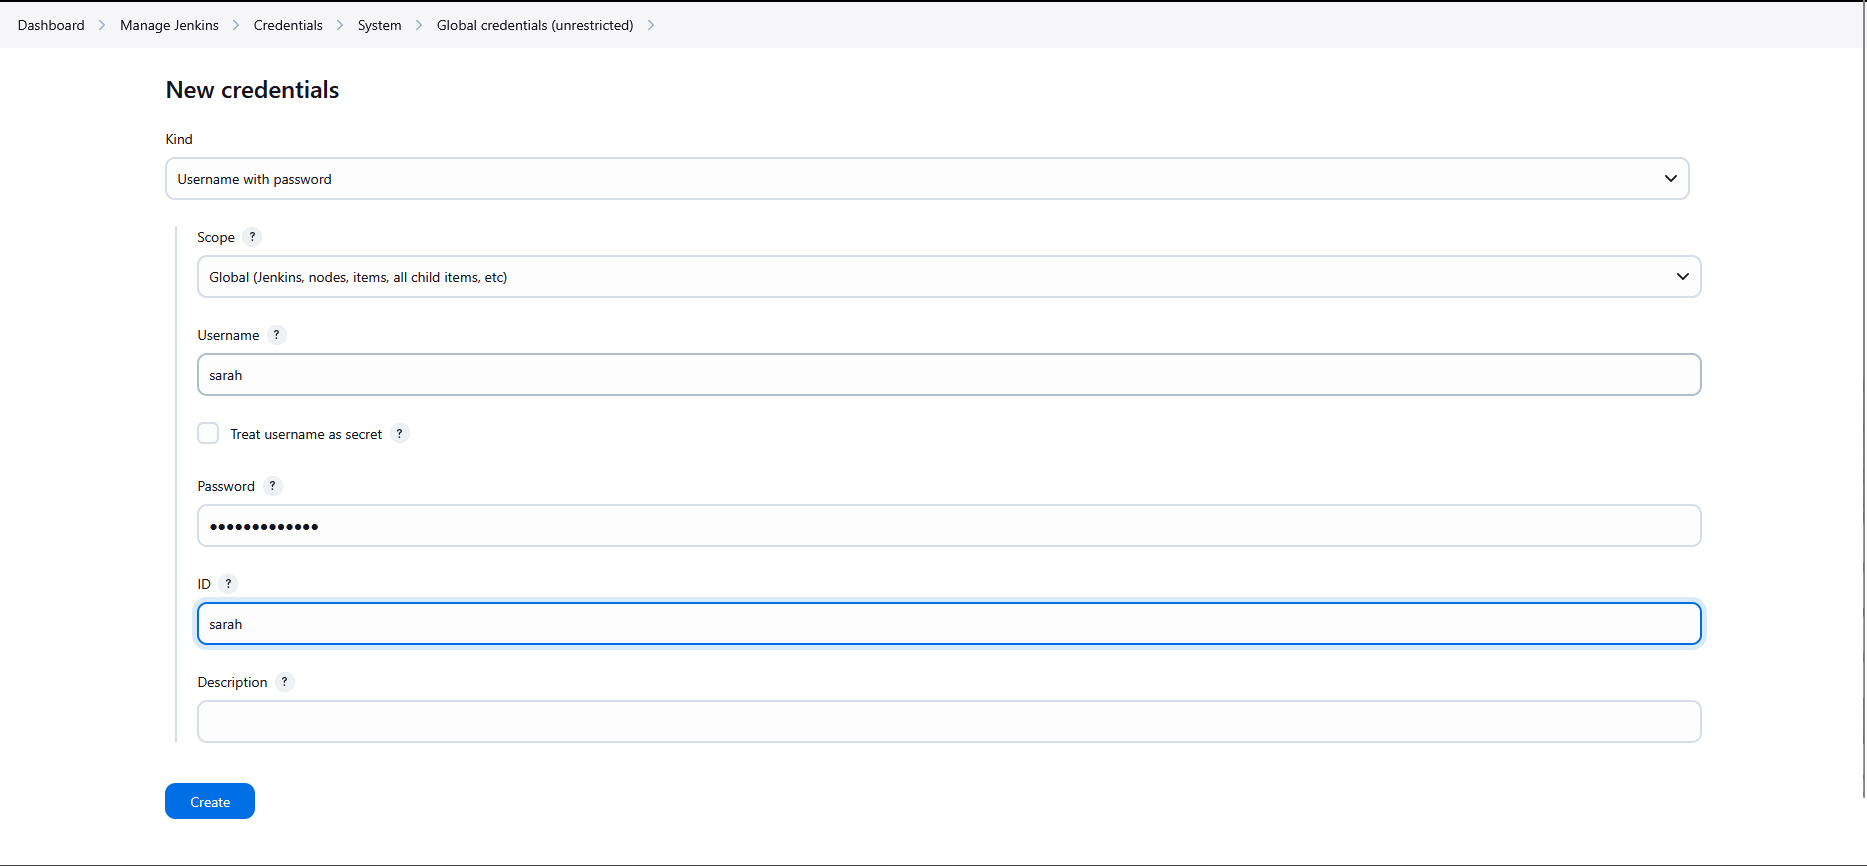 Dashboard > Manage Jenkins > Credentials > System > Global credentials (unrestricted) >
New credentials
Kind
Username with password
Scope ?
Global (Jenkins, nodes, items, all child items, etc)
Username ?
sarah
Treat username as secret ?
Password ?
•••••••••••••
ID ?
sarah
Description ?
Create